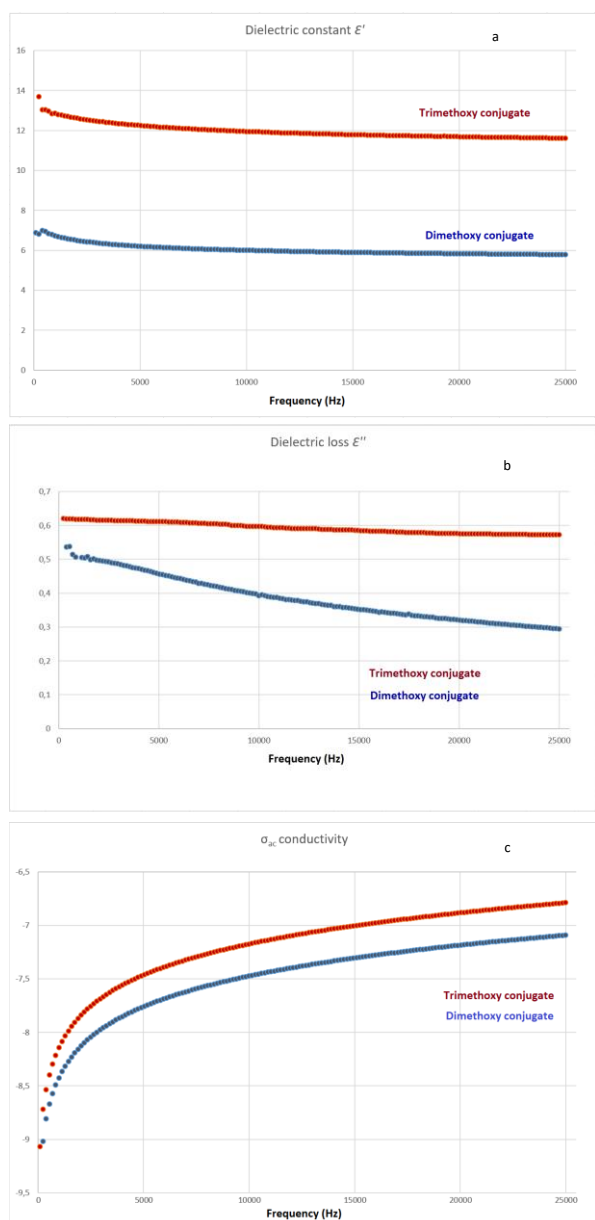 Dielectric constant Ɛ'
a
16
14
12
10
8
6
4
2
0
Trimethoxy conjugate
Dimethoxy conjugate
0 5000 10000 15000 20000 25000
Frequency (Hz)
Dielectric loss Ɛ''
b
0,7
0,6
0,5
0,4
0,3
0,2
0,1
0
Trimethoxy conjugate
Dimethoxy conjugate
0 5000 10000 15000 20000 25000
Frequency (Hz)
σac conductivity
c
-6,5
-7
-7,5
-8
-8,5
-9
-9,5
Trimethoxy conjugate
Dimethoxy conjugate
0 5000 10000 15000 20000 25000
Frequency (Hz)